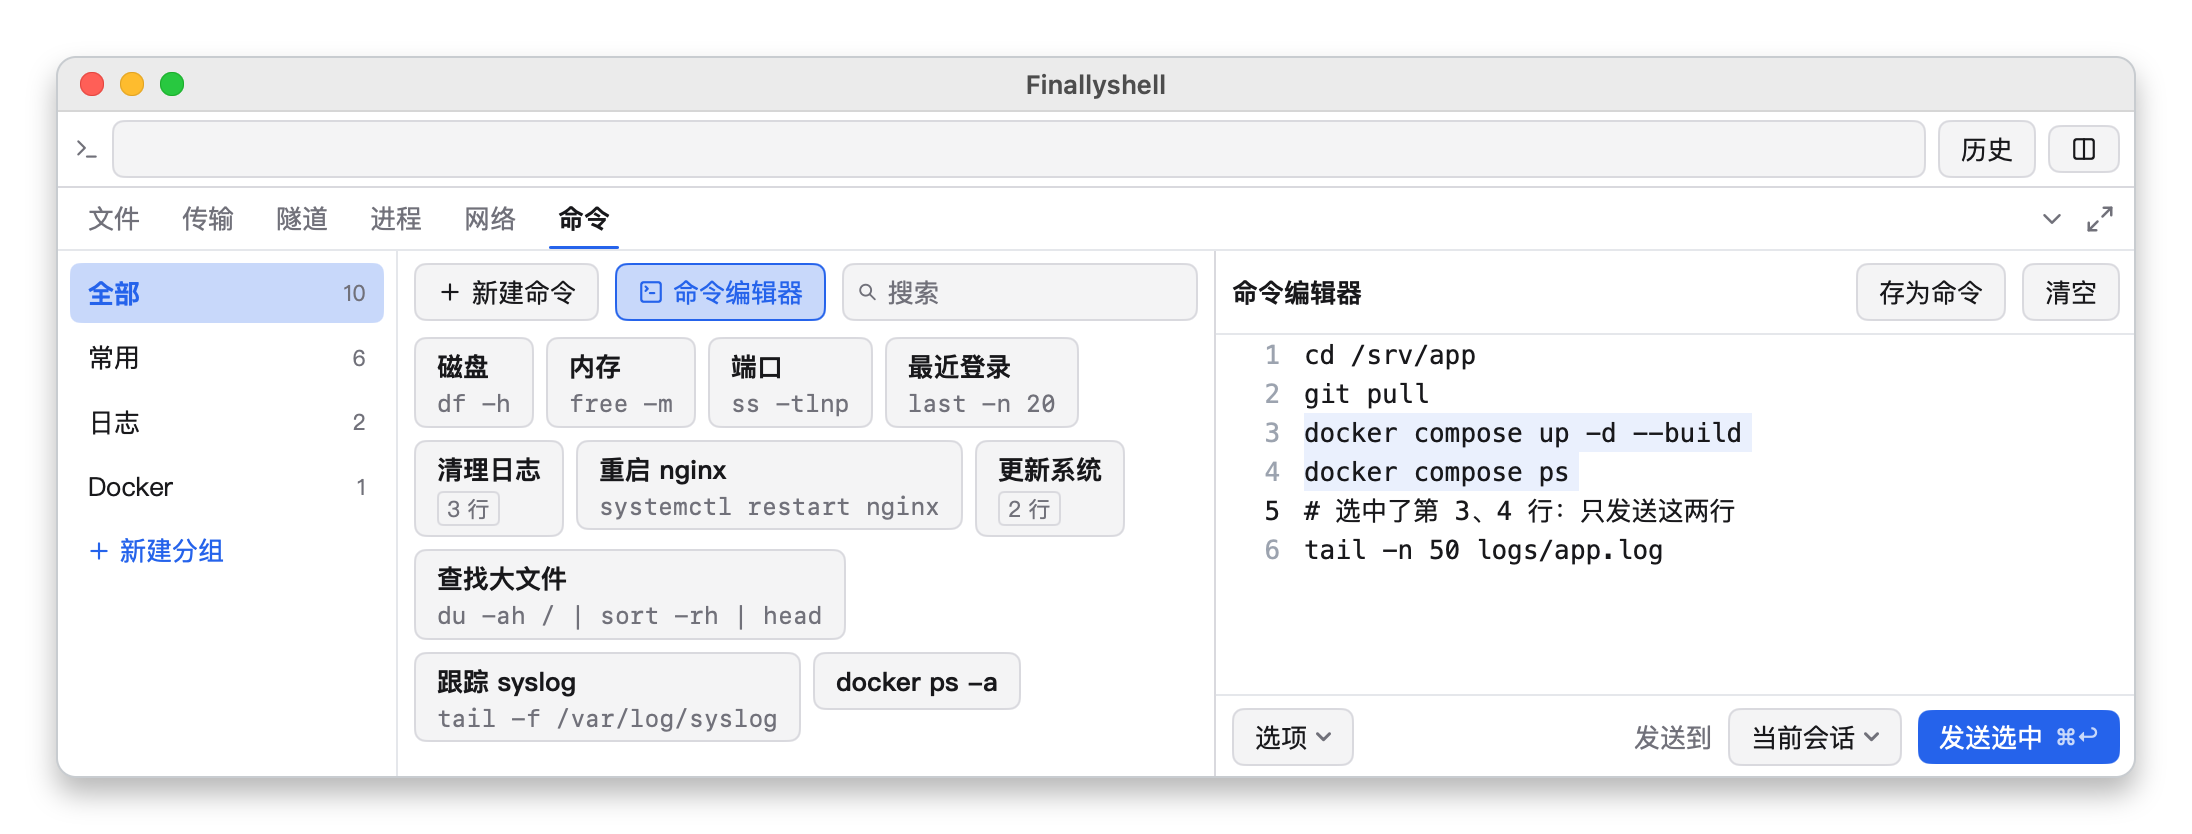 Finallyshell
历史
文件 传输 隧道 进程 网络 命令
全部 10
常用 6
日志 2
Docker 1
+ 新建分组
+ 新建命令 命令编辑器 搜索
磁盘
df -h
内存
free -m
端口
ss -tlnp
最近登录
last -n 20
清理日志
3 行
重启 nginx
systemctl restart nginx
更新系统
2 行
查找大文件
du -ah / | sort -rh | head
跟踪 syslog
tail -f /var/log/syslog
docker ps -a
命令编辑器 存为命令 清空
1 cd /srv/app
2 git pull
3 docker compose up -d --build
4 docker compose ps
5 # 选中了第 3、4 行：只发送这两行
6 tail -n 50 logs/app.log
选项 发送到 当前会话 发送选中 ⌘↩